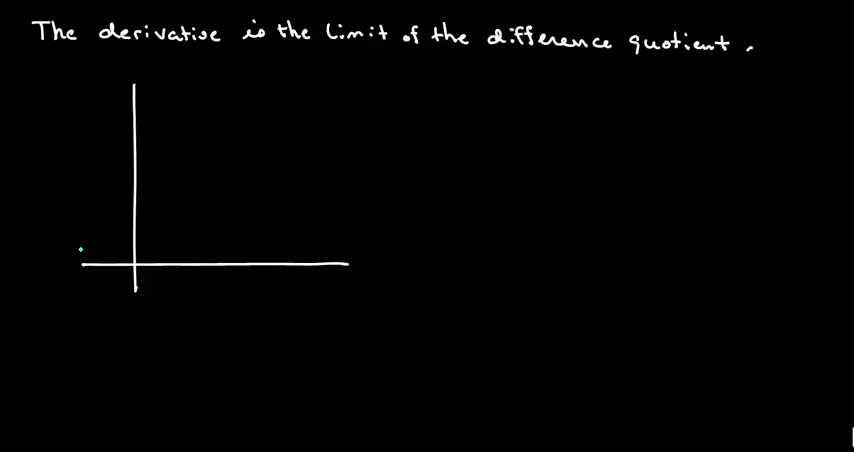 The derivative is the limit of the difference quotient.